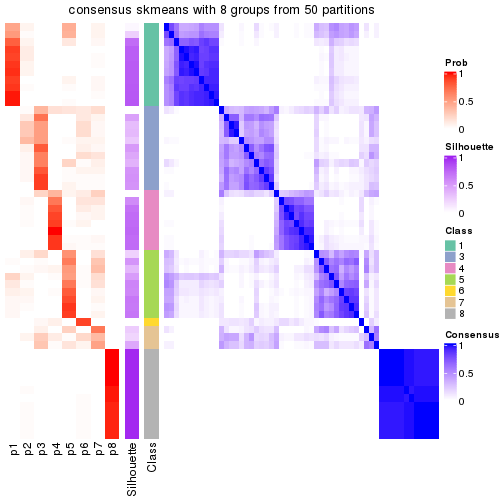 consensus skmeans with 8 groups from 50 partitions
Prob
1
0.5
0
Silhouette
1
0.5
0
Class
1
3
4
5
6
7
8
Consensus
1
0.5
0
p1
p2
p3
p4
p5
p6
p7
p8
Silhouette
Class